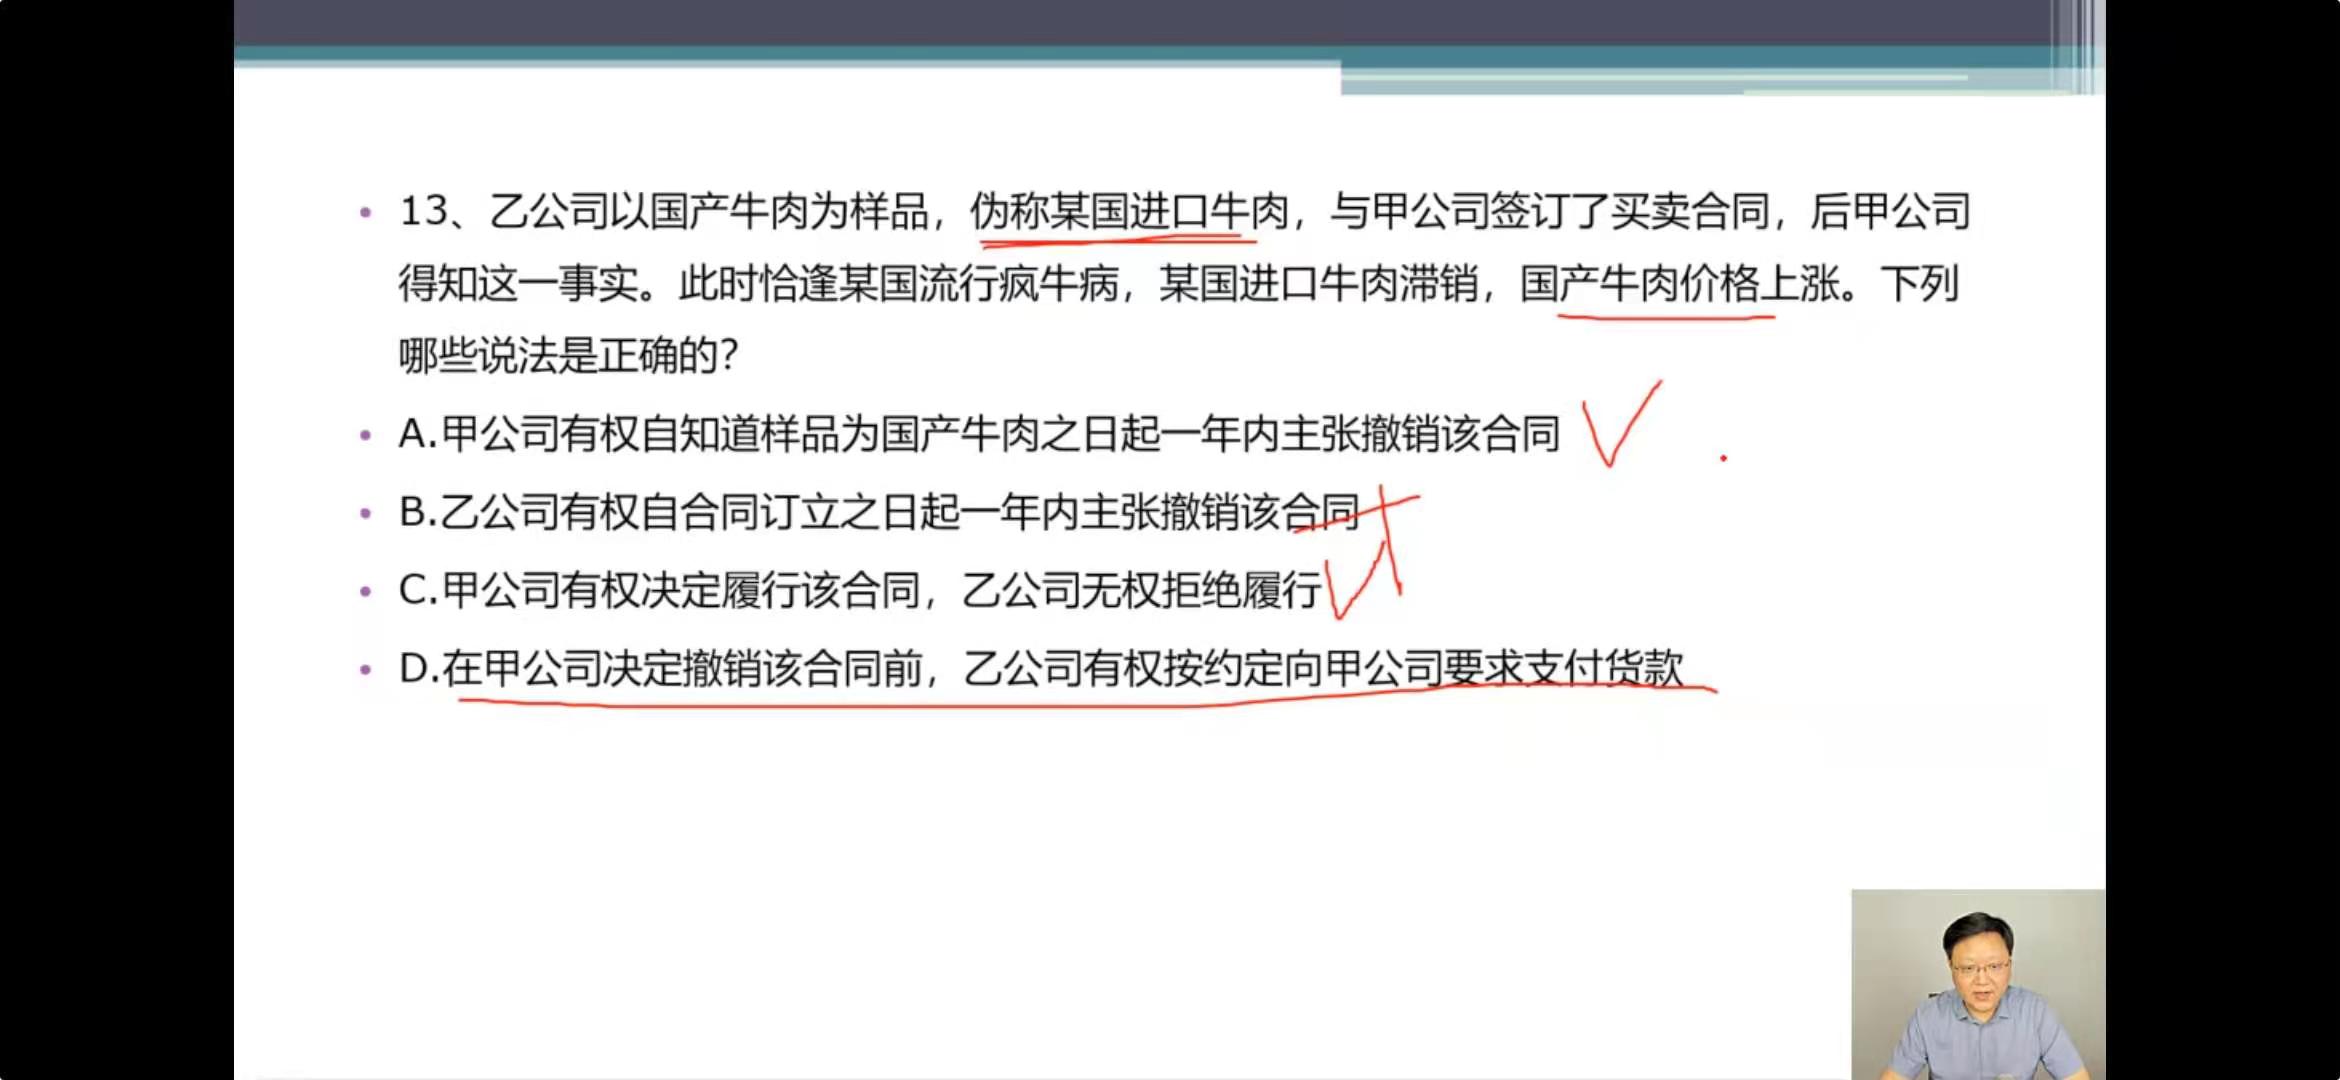 • 13、乙公司以国产牛肉为样品，伪称某国进口牛肉，与甲公司签订了买卖合同，后甲公司
得知这一事实。此时恰逢某国流行疯牛病，某国进口牛肉滞销，国产牛肉价格上涨。下列
哪些说法是正确的？
• A.甲公司有权自知道样品为国产牛肉之日起一年内主张撤销该合同
• B.乙公司有权自合同订立之日起一年内主张撤销该合同
• C.甲公司有权决定履行该合同，乙公司无权拒绝履行
• D.在甲公司决定撤销该合同前，乙公司有权按约定向甲公司要求支付货款